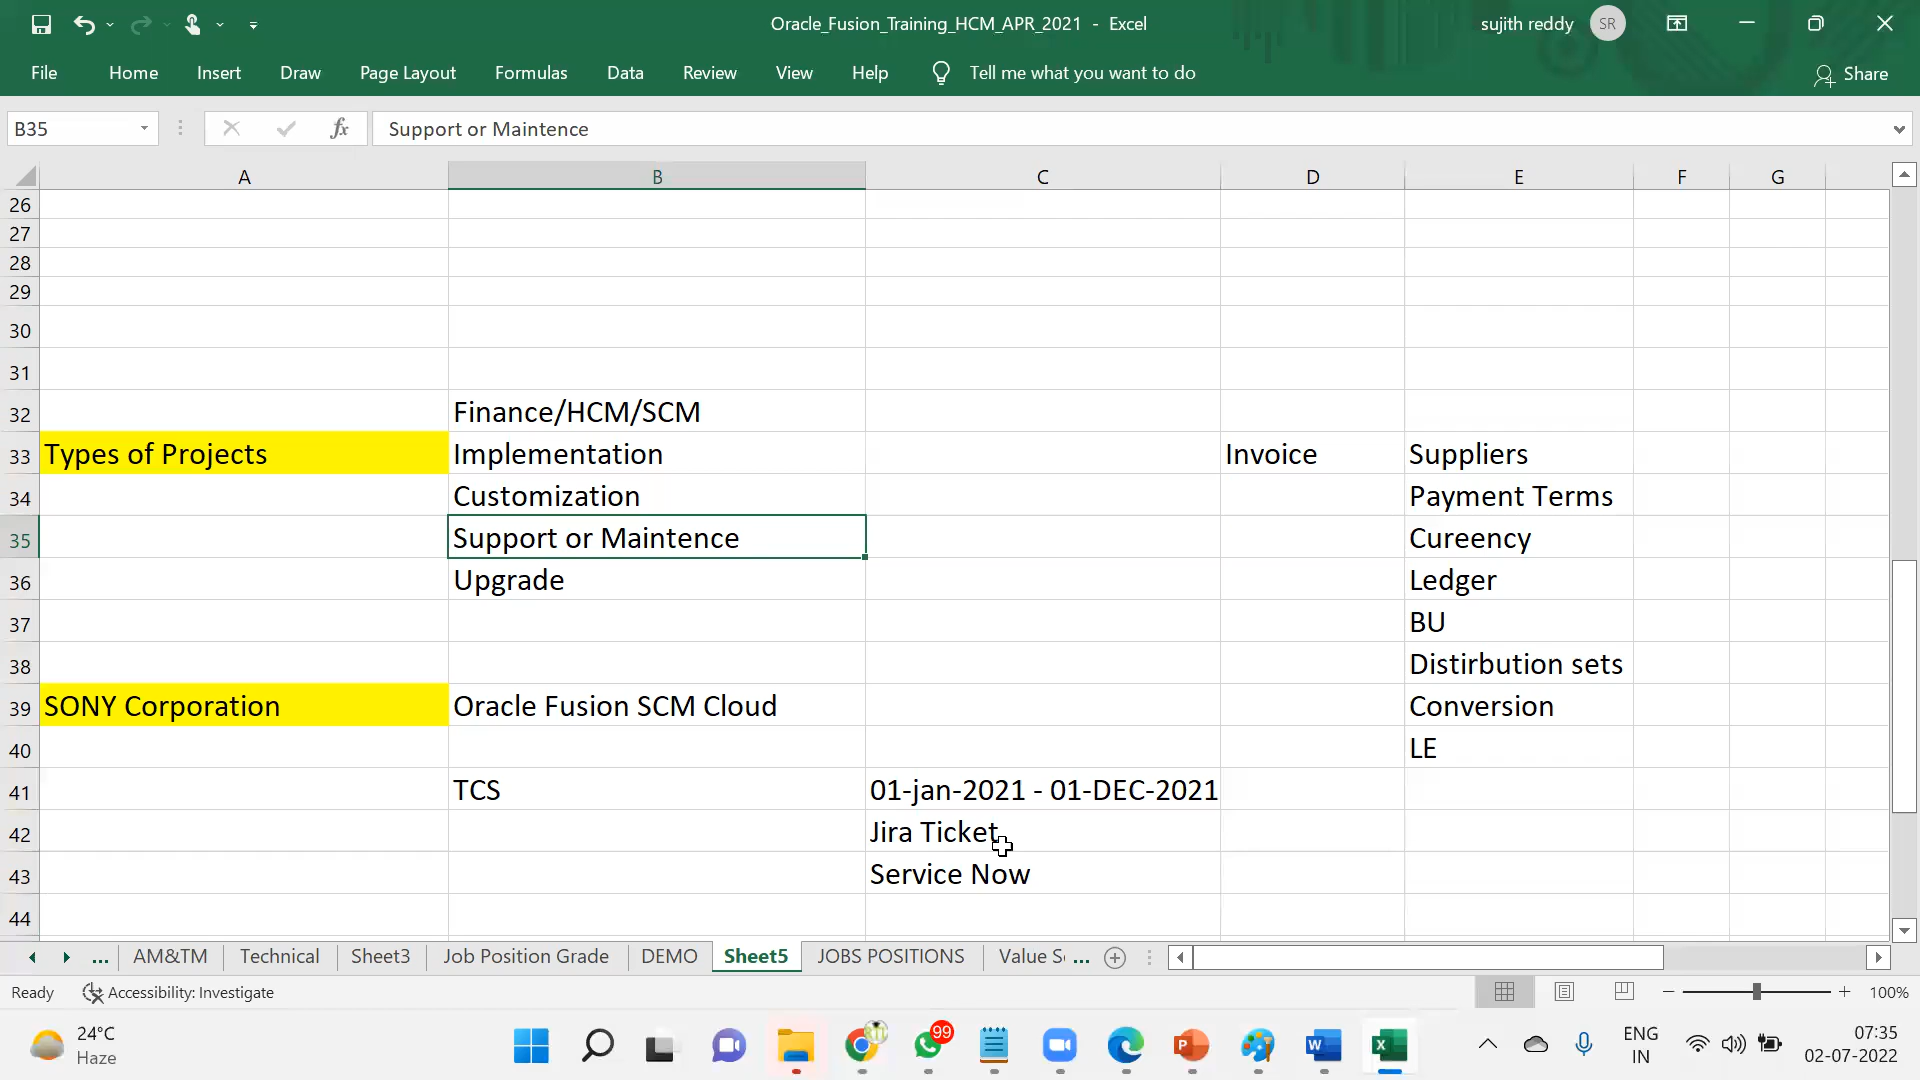 Oracle_Fusion_Training_HCM_APR_2021 - Excel
sujith reddy SR
File Home Insert Draw Page Layout Formulas Data Review View Help Tell me what you want to do Share
B35 fx Support or Maintence
A B C D E F G
26
27
28
29
30
31
32 Finance/HCM/SCM
33 Types of Projects Implementation Invoice Suppliers
34 Customization Payment Terms
35 Support or Maintence Cureency
36 Upgrade Ledger
37 BU
38 Distirbution sets
39 SONY Corporation Oracle Fusion SCM Cloud Conversion
40 LE
41 TCS 01-jan-2021 - 01-DEC-2021
42 Jira Ticket
43 Service Now
44
... AM&TM Technical Sheet3 Job Position Grade DEMO Sheet5 JOBS POSITIONS Value S ...
Ready Accessibility: Investigate 100%
24°C
Haze
99
ENG
IN
07:35
02-07-2022